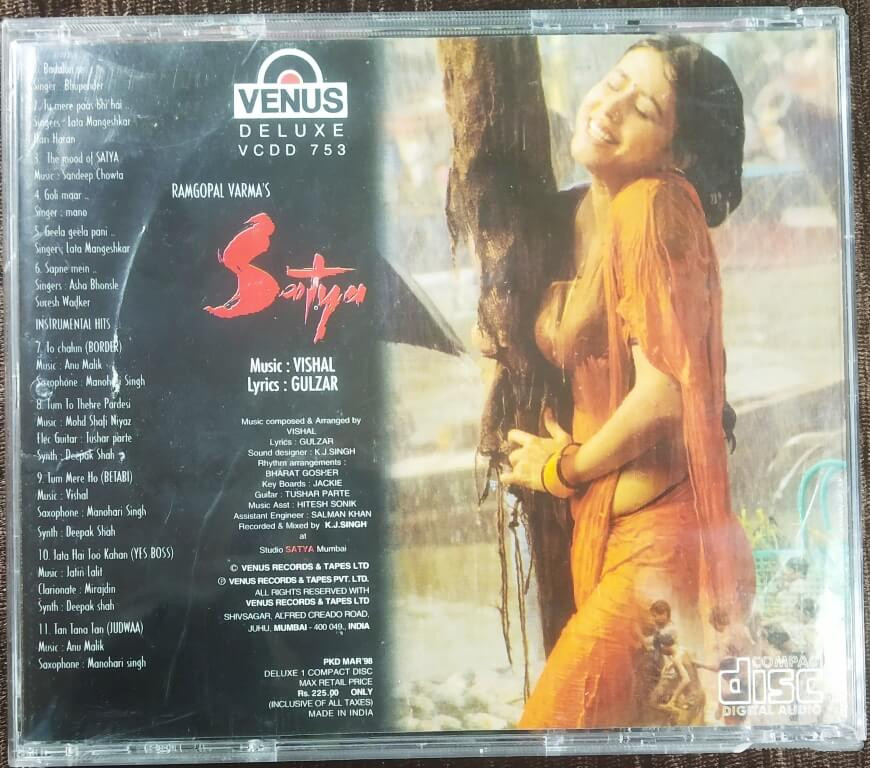 1. Badalon se
Singer : Bhupender
2. Tu mere paas bhi hai ..
Singers : Lata Mangeshkar
Hari Haran
3. The mood of SATYA
Music : Sandeep Chowta
4. Goli maar ..
Singer : mano
5. Geela geela pani ..
Singer : Lata Mangeshkar
6. Sapne mein ..
Singers : Asha Bhonsle
Suresh Wadker
INSTRUMENTAL HITS
7. To chalun (BORDER)
Music : Anu Malik
Saxophone : Manohari Singh
8. Tum To Thehre Pardesi
Music : Mohd Shafi Niyaz
Elec Guitar : Tushar parte
Synth : Deepak Shah
9. Tum Mere Ho (BETABI)
Music : Vishal
Saxophone : Manohari Singh
Synth : Deepak Shah
10. Jata Hai Too Kahan (YES BOSS)
Music : Jatin Lalit
Clarionate : Mirajdin
Synth : Deepak shah
11. Tan Tana Tan (JUDWAA)
Music : Anu Malik
Saxophone : Manohari singh
VENUS
DELUXE
VCDD 753
RAMGOPAL VARMA'S
Satya
Music : VISHAL
Lyrics : GULZAR
Music composed & Arranged by
VISHAL
Lyrics : GULZAR
Sound designer : K.J.SINGH
Rhythm arrangements :
BHARAT GOSHER
Key Boards : JACKIE
Guitar : TUSHAR PARTE
Music Asst : HITESH SONIK
Assistant Engineer : SALMAN KHAN
Recorded & Mixed by K.J.SINGH
at
Studio SATYA Mumbai
© VENUS RECORDS & TAPES LTD
℗ VENUS RECORDS & TAPES PVT. LTD.
ALL RIGHTS RESERVED WITH
VENUS RECORDS & TAPES LTD
SHIVSAGAR, ALFRED CREADO ROAD,
JUHU, MUMBAI - 400 049., INDIA
PKD MAR'98
DELUXE 1 COMPACT DISC
MAX RETAIL PRICE
Rs. 225.00 ONLY
(INCLUSIVE OF ALL TAXES)
MADE IN INDIA
COMPACT
disc
DIGITAL AUDIO